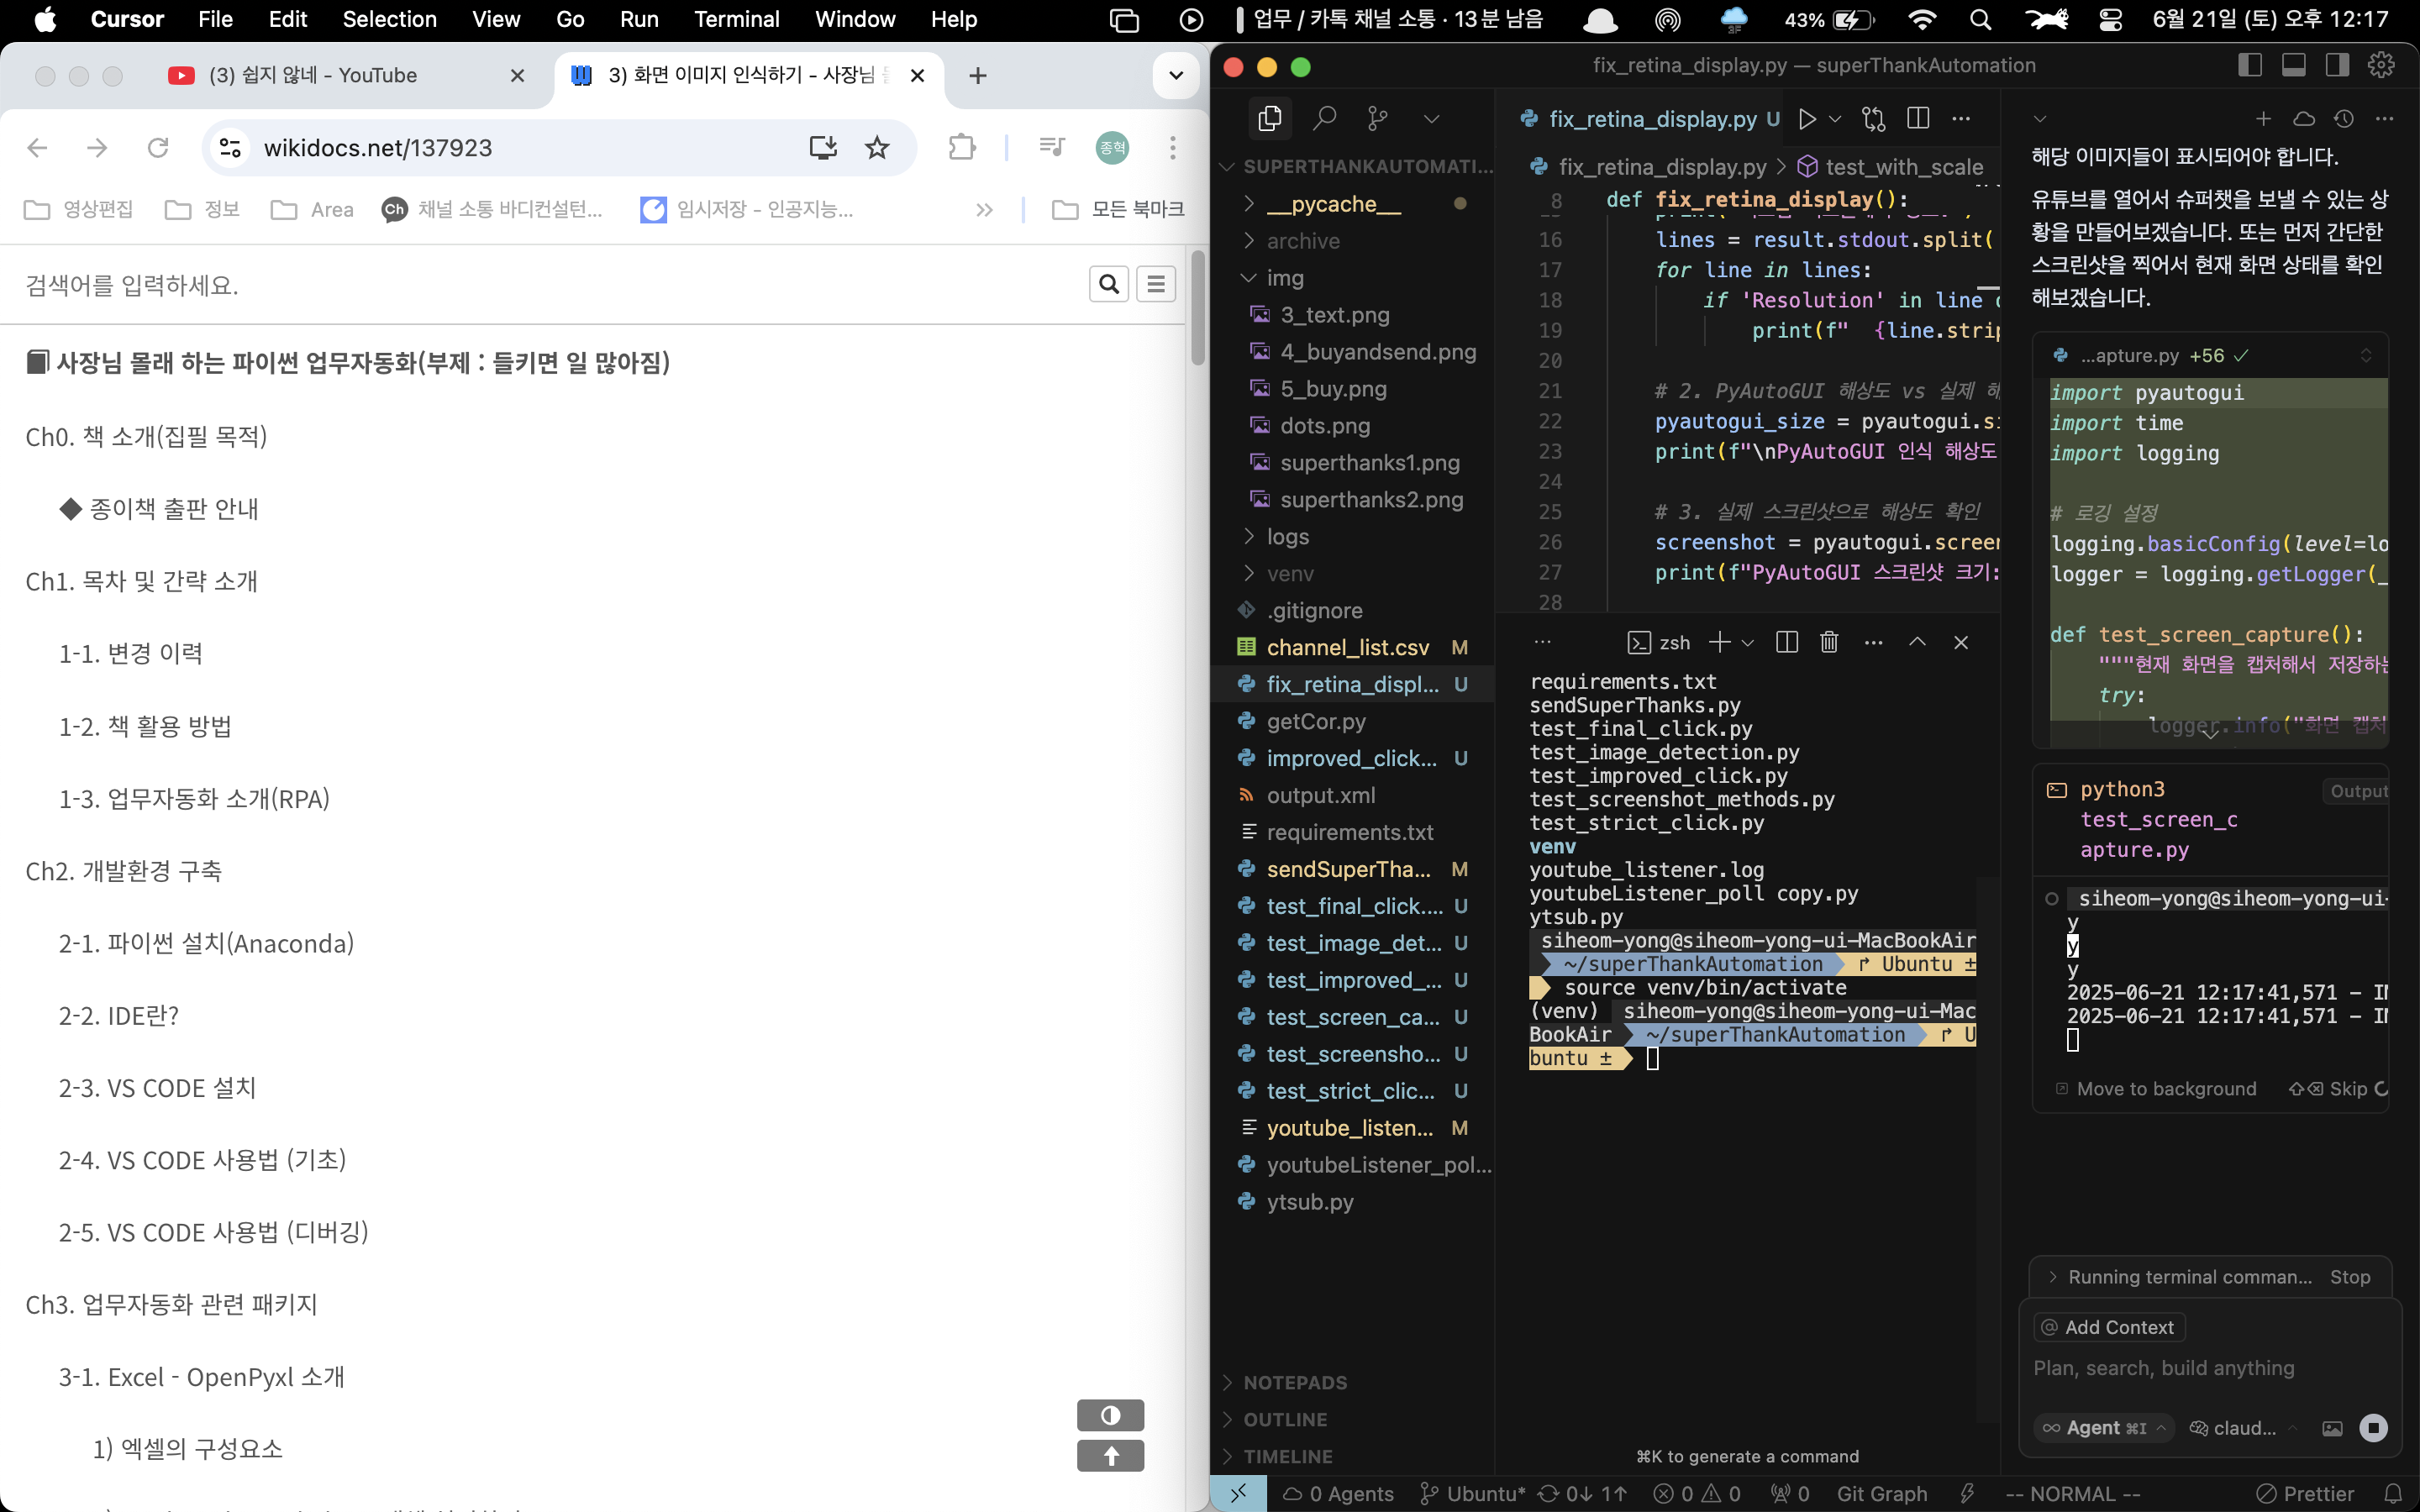 Cursor File Edit Selection View Go Run Terminal Window Help
업무 / 카톡 채널 소통 · 13분 남음 3F 43% 6월 21일 (토) 오후 12:17
(3) 쉽지 않네 - YouTube
3) 화면 이미지 인식하기 - 사장님
wikidocs.net/137923
종혁
영상편집 정보 Area Ch 채널 소통 바디컨설턴... 임시저장 - 인공지능... 모든 북마크
검색어를 입력하세요.
사장님 몰래 하는 파이썬 업무자동화(부제 : 들키면 일 많아짐)
Ch0. 책 소개(집필 목적)
◆ 종이책 출판 안내
Ch1. 목차 및 간략 소개
1-1. 변경 이력
1-2. 책 활용 방법
1-3. 업무자동화 소개(RPA)
Ch2. 개발환경 구축
2-1. 파이썬 설치(Anaconda)
2-2. IDE란?
2-3. VS CODE 설치
2-4. VS CODE 사용법 (기초)
2-5. VS CODE 사용법 (디버깅)
Ch3. 업무자동화 관련 패키지
3-1. Excel - OpenPyxl 소개
1) 엑셀의 구성요소
fix_retina_display.py — superThankAutomation
SUPERTHANKAUTOMATI...
__pycache__
archive
img
3_text.png
4_buyandsend.png
5_buy.png
dots.png
superthanks1.png
superthanks2.png
logs
venv
.gitignore
channel_list.csv M
fix_retina_displ... U
getCor.py
improved_click... U
output.xml
requirements.txt
sendSuperTha... M
test_final_click.... U
test_image_det... U
test_improved_... U
test_screen_ca... U
test_screensho... U
test_strict_clic... U
youtube_listen... M
youtubeListener_pol...
ytsub.py
NOTEPADS
OUTLINE
TIMELINE
fix_retina_display.py U
fix_retina_display.py > test_with_scale
8 def fix_retina_display():
16 lines = result.stdout.split(
17 for line in lines:
18 if 'Resolution' in line
19 print(f" {line.strip
20
21 # 2. PyAutoGUI 해상도 vs 실제 해
22 pyautogui_size = pyautogui.si
23 print(f"\nPyAutoGUI 인식 해상도
24
25 # 3. 실제 스크린샷으로 해상도 확인
26 screenshot = pyautogui.screen
27 print(f"PyAutoGUI 스크린샷 크기:
28
zsh
requirements.txt
sendSuperThanks.py
test_final_click.py
test_image_detection.py
test_improved_click.py
test_screenshot_methods.py
test_strict_click.py
venv
youtube_listener.log
youtubeListener_poll copy.py
ytsub.py
siheom-yong@siheom-yong-ui-MacBookAir
~/superThankAutomation Ubuntu ±
source venv/bin/activate
(venv) siheom-yong@siheom-yong-ui-Mac
BookAir ~/superThankAutomation U
buntu ±
⌘K to generate a command
해당 이미지들이 표시되어야 합니다.
유튜브를 열어서 슈퍼챗을 보낼 수 있는 상
황을 만들어보겠습니다. 또는 먼저 간단한
스크린샷을 찍어서 현재 화면 상태를 확인
해보겠습니다.
...apture.py +56
import pyautogui
import time
import logging
# 로깅 설정
logging.basicConfig(level=lo
logger = logging.getLogger(_
def test_screen_capture():
"""현재 화면을 캡처해서 저장하는
try:
logger.info("화면 캡처
python3 Output
test_screen_c
apture.py
siheom-yong@siheom-yong-ui-
y
y
y
2025-06-21 12:17:41,571 - IN
2025-06-21 12:17:41,571 - IN
Move to background Skip
Running terminal comman... Stop
@ Add Context
Plan, search, build anything
Agent ⌘I claud...
0 Agents Ubuntu* 0↓ 1↑ 0 0 0 Git Graph -- NORMAL -- Prettier